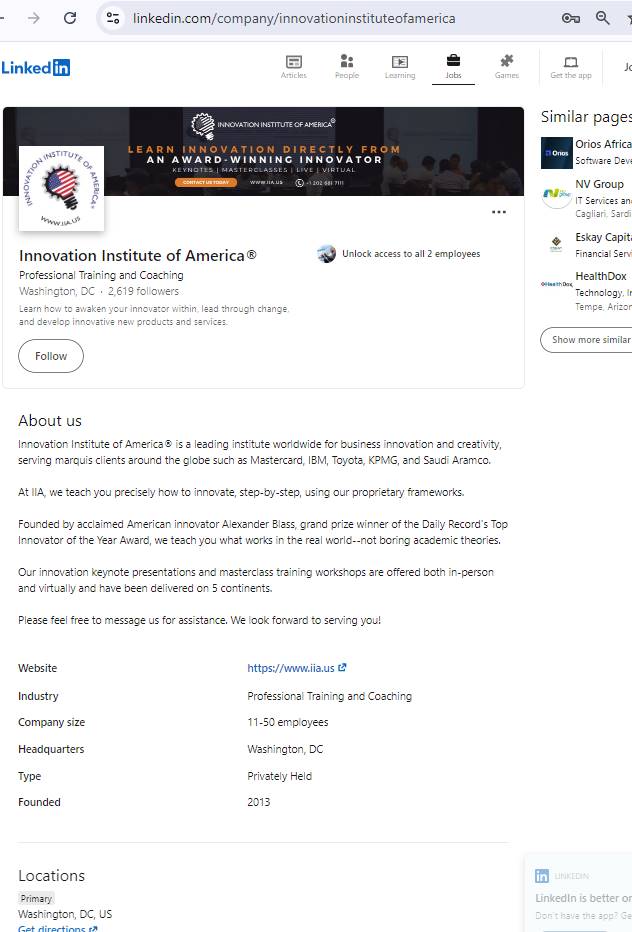 linkedin.com/company/innovationinstituteofamerica
Linkedin
Articles
People
Learning
Jobs
Games
Get the app
INNOVATION INSTITUTE OF AMERICA®
LEARN INNOVATION DIRECTLY FROM
AN AWARD-WINNING INNOVATOR
KEYNOTES | MASTERCLASSES | LIVE | VIRTUAL
CONTACT US TODAY
WWW.IIA.US
+1 202 681 7111
INNOVATION INSTITUTE OF AMERICA
WWW.IIA.US
Innovation Institute of America®
Professional Training and Coaching
Washington, DC · 2,619 followers
Learn how to awaken your innovator within, lead through change,
and develop innovative new products and services.
Unlock access to all 2 employees
Follow
Similar pages
Orios
Orios Africa
Software Deve
NV Group
IT Services an
Cagliari, Sardi
Eskay Capita
Financial Servi
HealthDox
HealthDox
Technology, In
Tempe, Arizon
Show more similar
About us
Innovation Institute of America® is a leading institute worldwide for business innovation and creativity,
serving marquis clients around the globe such as Mastercard, IBM, Toyota, KPMG, and Saudi Aramco.
At IIA, we teach you precisely how to innovate, step-by-step, using our proprietary frameworks.
Founded by acclaimed American innovator Alexander Blass, grand prize winner of the Daily Record's Top
Innovator of the Year Award, we teach you what works in the real world--not boring academic theories.
Our innovation keynote presentations and masterclass training workshops are offered both in-person
and virtually and have been delivered on 5 continents.
Please feel free to message us for assistance. We look forward to serving you!
Website https://www.iia.us
Industry Professional Training and Coaching
Company size 11-50 employees
Headquarters Washington, DC
Type Privately Held
Founded 2013
Locations
Primary
Washington, DC, US
Get directions
in LINKEDIN
LinkedIn is better on
Don't have the app? Ge